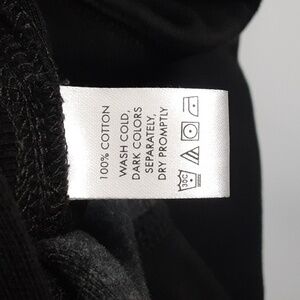 100% COTTON
WASH COLD,
DARK COLORS
SEPARATELY,
DRY PROMPTLY
30C